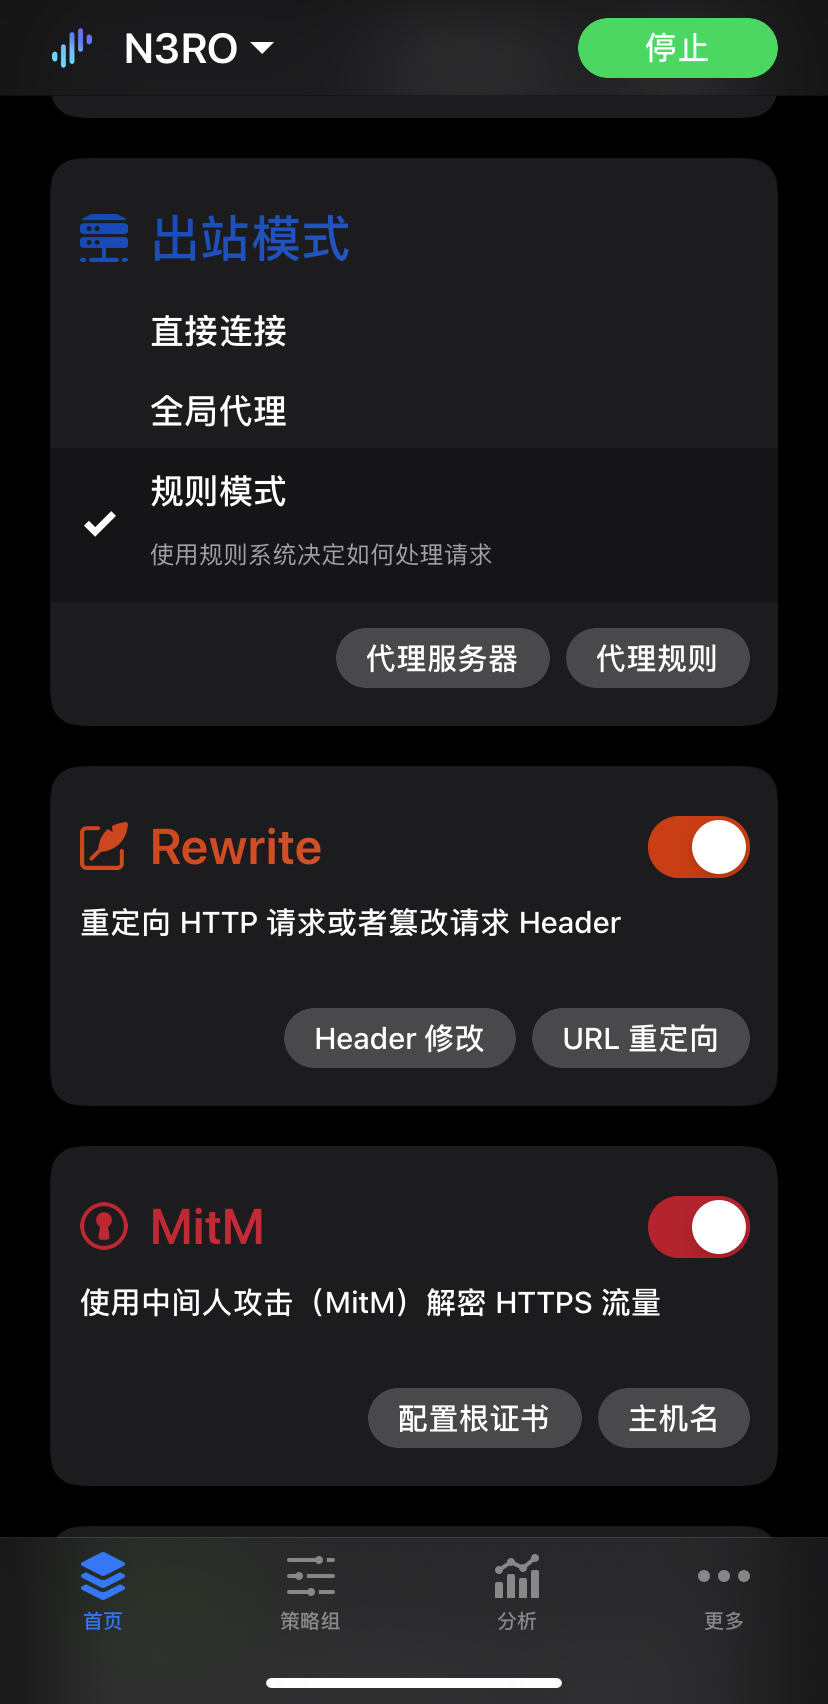 N3RO
停止
出站模式
直接连接
全局代理
规则模式
使用规则系统决定如何处理请求
代理服务器 代理规则
Rewrite
重定向 HTTP 请求或者篡改请求 Header
Header 修改 URL 重定向
MitM
使用中间人攻击（MitM）解密 HTTPS 流量
配置根证书 主机名
首页 策略组 分析 更多